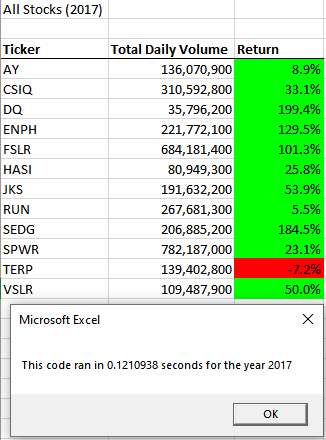 All Stocks (2017)
Ticker Total Daily Volume Return
AY 136,070,900 8.9%
CSIQ 310,592,800 33.1%
DQ 35,796,200 199.4%
ENPH 221,772,100 129.5%
FSLR 684,181,400 101.3%
HASI 80,949,300 25.8%
JKS 191,632,200 53.9%
RUN 267,681,300 5.5%
SEDG 206,885,200 184.5%
SPWR 782,187,000 23.1%
TERP 139,402,800 -7.2%
VSLR 109,487,900 50.0%
Microsoft Excel
This code ran in 0.1210938 seconds for the year 2017
OK